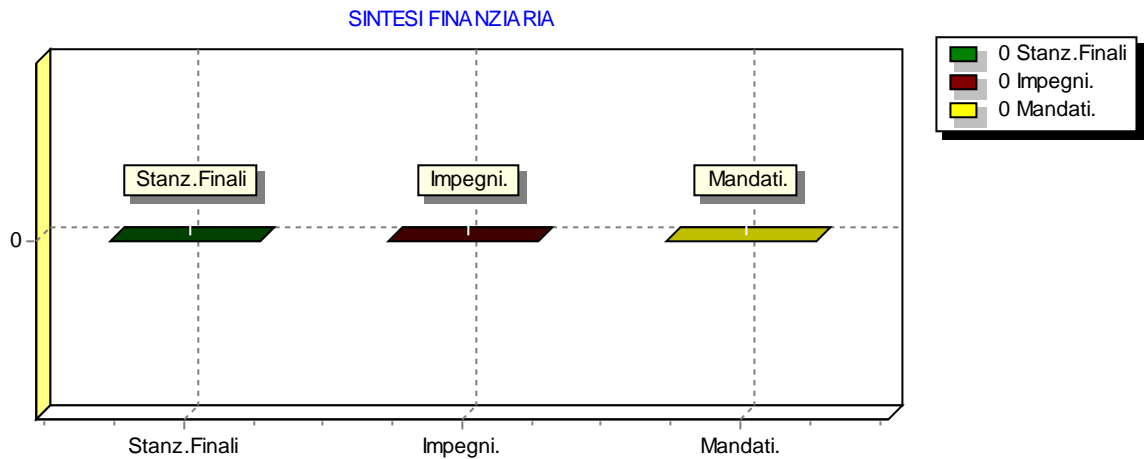 SINTESI FINANZIARIA
0 Stanz.Finali
0 Impegni.
0 Mandati.
Stanz.Finali
Impegni.
Mandati.
0
Stanz.Finali
Impegni.
Mandati.